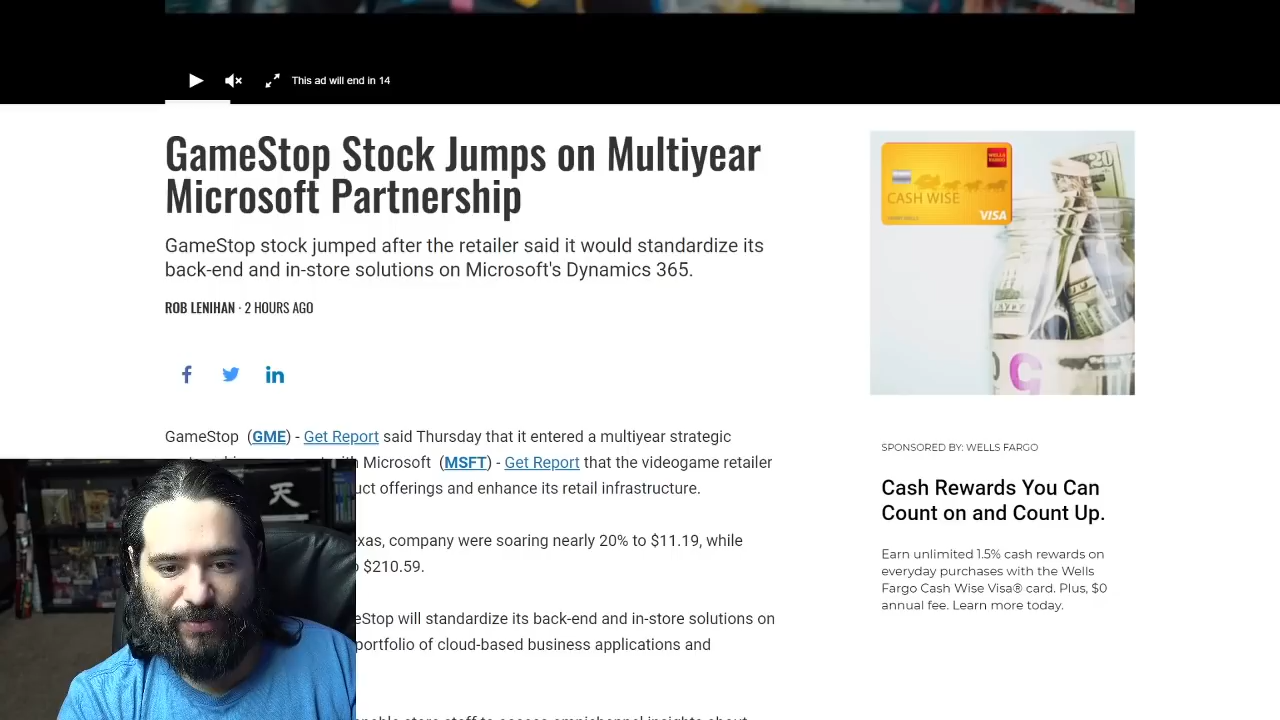 This ad will end in 14
GameStop Stock Jumps on Multiyear
Microsoft Partnership
GameStop stock jumped after the retailer said it would standardize its
back-end and in-store solutions on Microsoft's Dynamics 365.
ROB LENIHAN · 2 HOURS AGO
GameStop (GME) - Get Report said Thursday that it entered a multiyear strategic
Microsoft (MSFT) - Get Report that the videogame retailer
offerings and enhance its retail infrastructure.
company were soaring nearly 20% to $11.19, while
$210.59.
will standardize its back-end and in-store solutions on
portfolio of cloud-based business applications and
20
WELLS FARGO
CASH WISE
VISA
SPONSORED BY: WELLS FARGO
Cash Rewards You Can
Count on and Count Up.
Earn unlimited 1.5% cash rewards on
everyday purchases with the Wells
Fargo Cash Wise Visa® card. Plus, $0
annual fee. Learn more today.
天